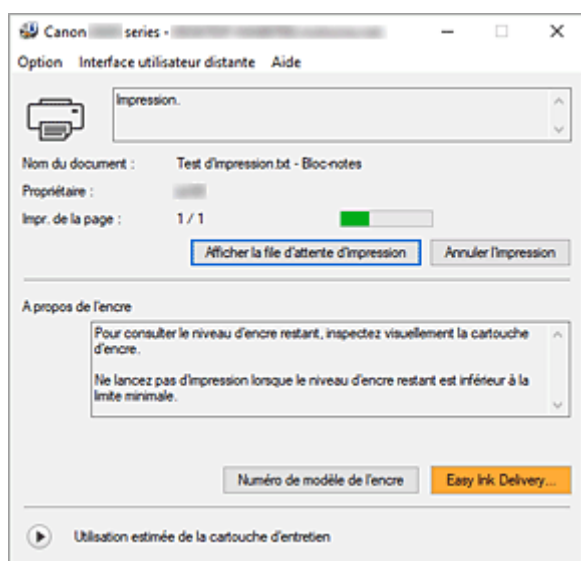 Canon series -
Option Interface utilisateur distante Aide
Impression.
Nom du document : Test d'impression.txt - Bloc-notes
Propriétaire :
Impr. de la page : 1 / 1
Afficher la file d'attente d'impression Annuler l'impression
A propos de l'encre
Pour consulter le niveau d'encre restant, inspectez visuellement la cartouche
d'encre.
Ne lancez pas d'impression lorsque le niveau d'encre restant est inférieur à la
limite minimale.
Numéro de modèle de l'encre Easy Ink Delivery...
Utilisation estimée de la cartouche d'entretien